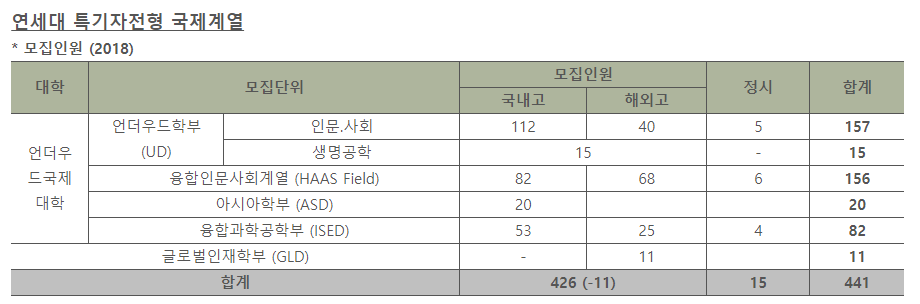 연세대 특기자전형 국제계열
* 모집인원 (2018)
대학 모집단위 모집인원 정시 합계
국내고 해외고
언더우드국제대학 언더우드학부 (UD) 인문.사회 112 40 5 157
생명공학 15 - 15
융합인문사회계열 (HAAS Field) 82 68 6 156
아시아학부 (ASD) 20 20
융합과학공학부 (ISED) 53 25 4 82
글로벌인재학부 (GLD) - 11 11
합계 426 (-11) 15 441